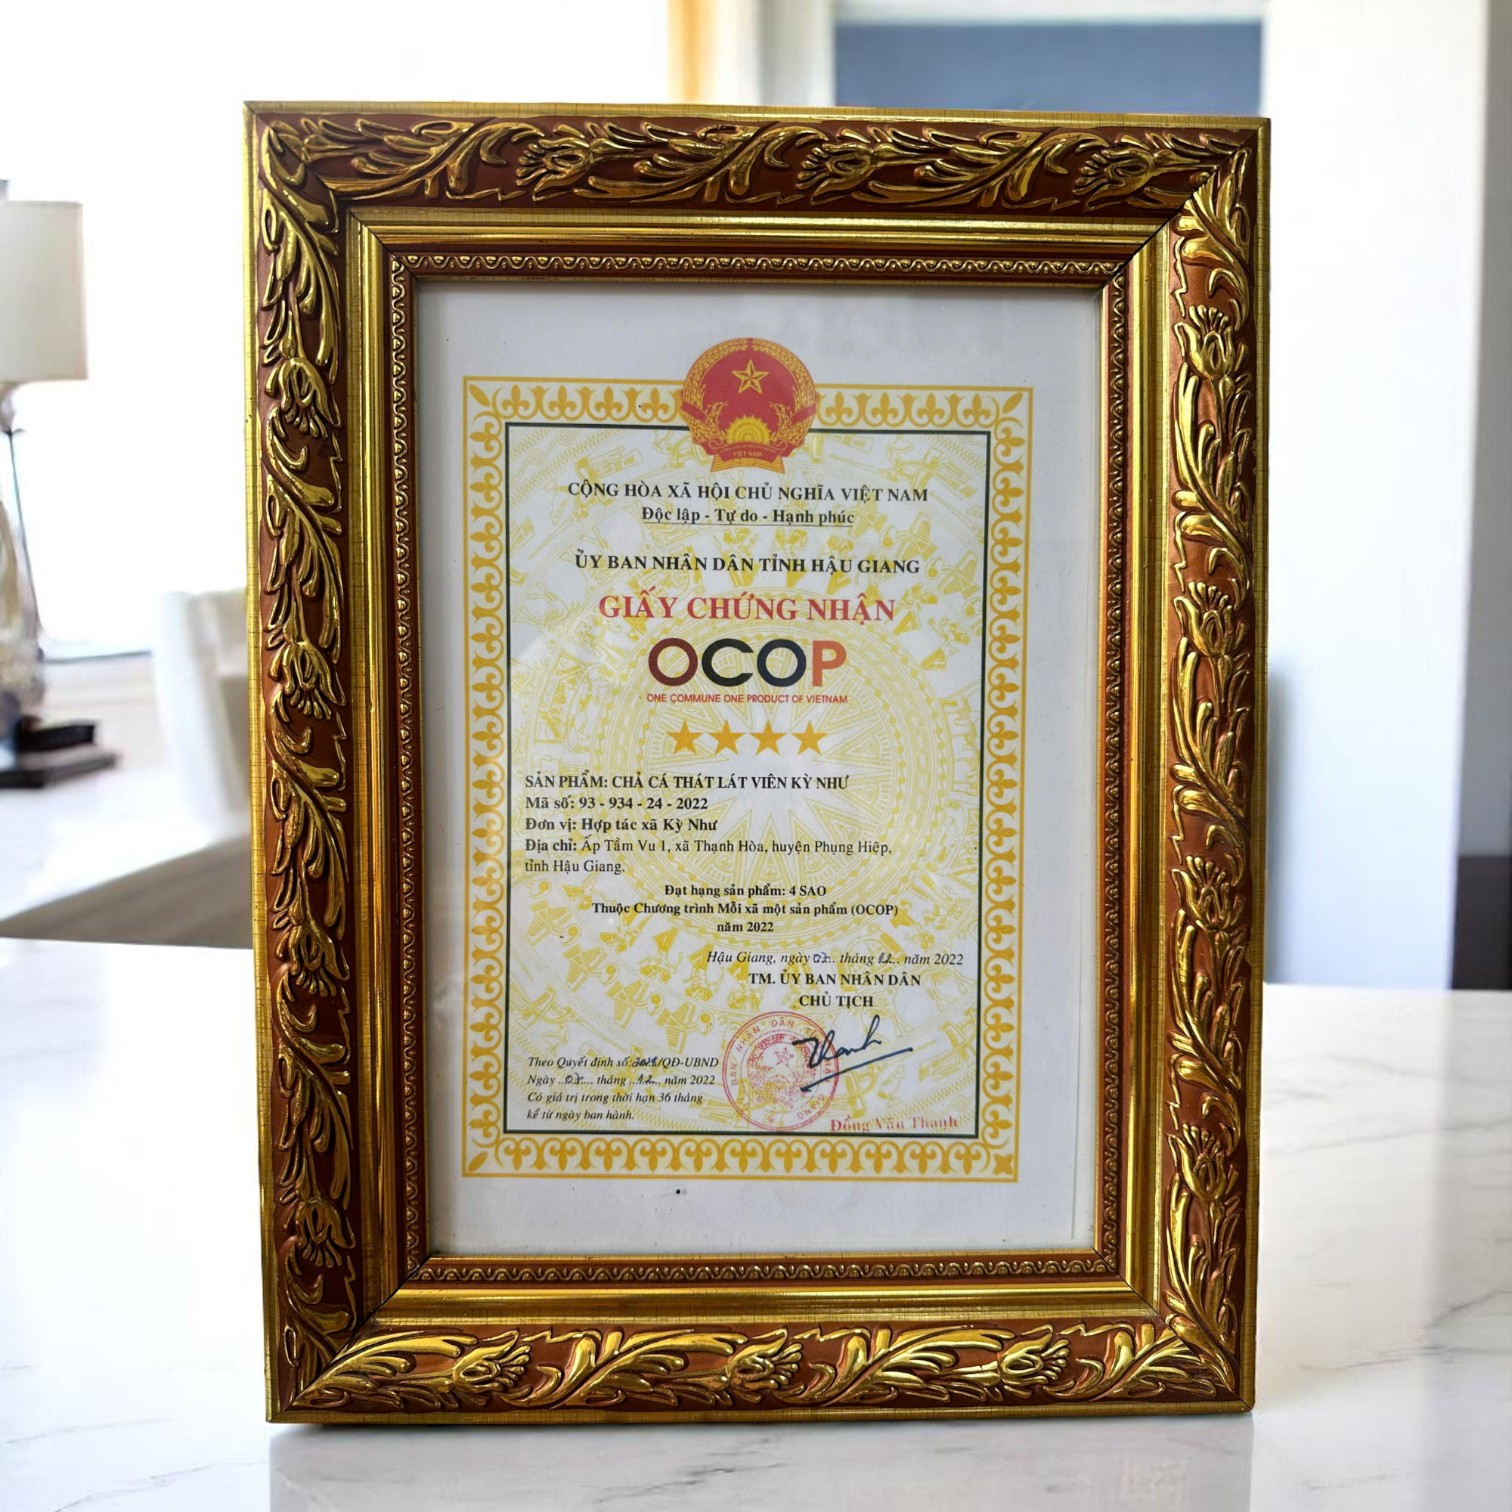 VIỆT NAM
CỘNG HÒA XÃ HỘI CHỦ NGHĨA VIỆT NAM
Độc lập - Tự do - Hạnh phúc
ỦY BAN NHÂN DÂN TỈNH HẬU GIANG
GIẤY CHỨNG NHẬN
OCOP
ONE COMMUNE ONE PRODUCT OF VIETNAM
SẢN PHẨM: CHẢ CÁ THÁT LÁT VIÊN KỲ NHƯ
Mã số: 93 - 934 - 24 - 2022
Đơn vị: Hợp tác xã Kỳ Như
Địa chỉ: Ấp Tầm Vu 1, xã Thạnh Hòa, huyện Phụng Hiệp,
tỉnh Hậu Giang.
Đạt hạng sản phẩm: 4 SAO
Thuộc Chương trình Mỗi xã một sản phẩm (OCOP)
năm 2022
Hậu Giang, ngày tháng năm 2022
TM. ỦY BAN NHÂN DÂN
CHỦ TỊCH
Thanh
Theo Quyết định số: /QĐ-UBND
Ngày tháng năm 2022
Có giá trị trong thời hạn 36 tháng
kể từ ngày ban hành.
Đồng Văn Thanh